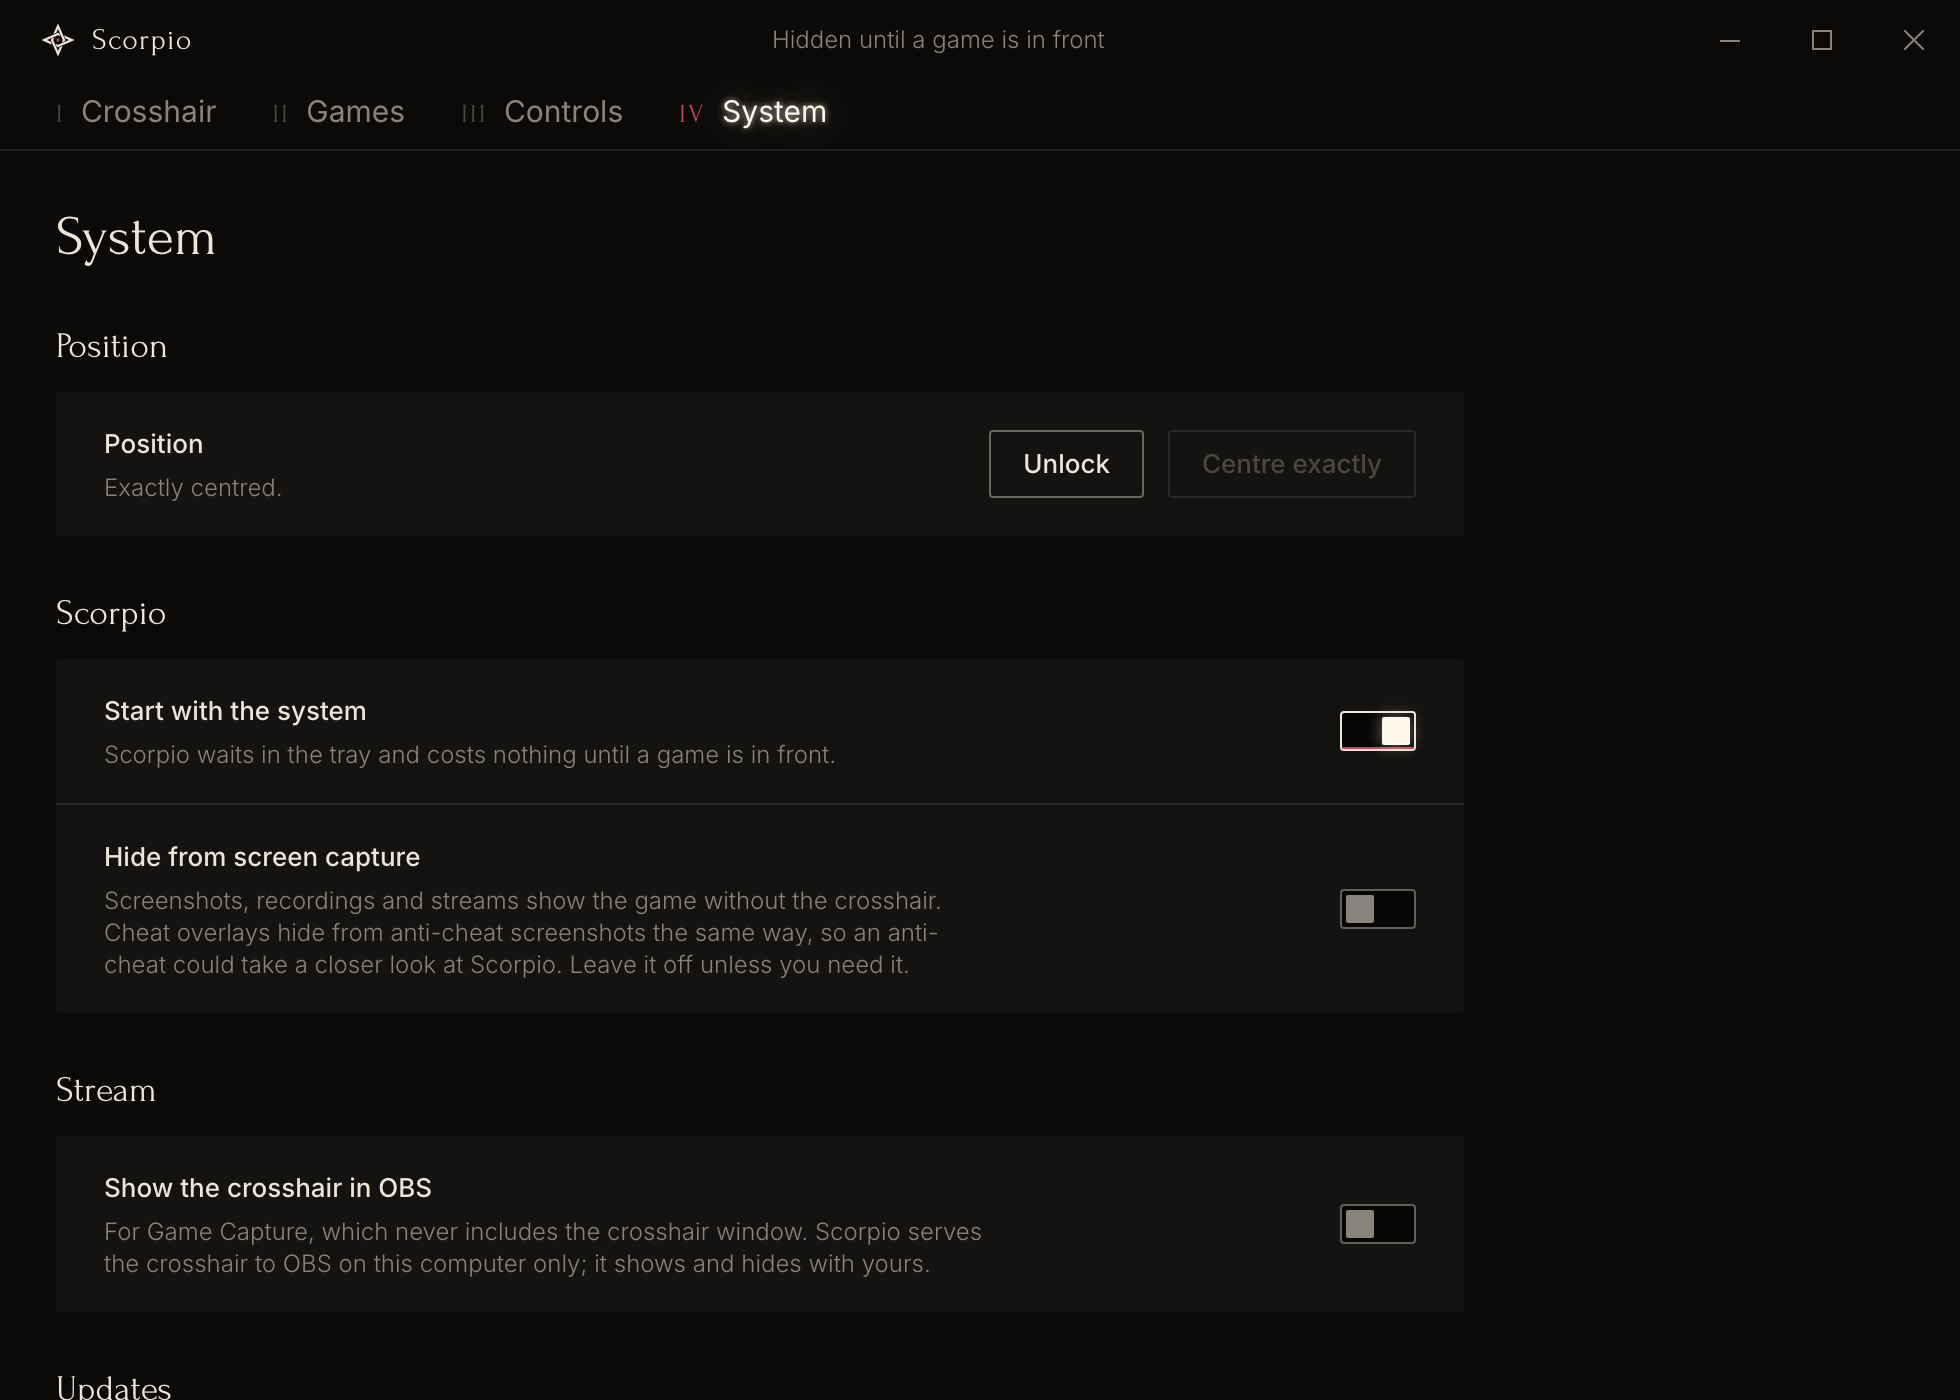 Scorpio
Hidden until a game is in front
I Crosshair
II Games
III Controls
IV System
System
Position
Position
Exactly centred.
Unlock
Centre exactly
Scorpio
Start with the system
Scorpio waits in the tray and costs nothing until a game is in front.
Hide from screen capture
Screenshots, recordings and streams show the game without the crosshair.
Cheat overlays hide from anti-cheat screenshots the same way, so an anti-
cheat could take a closer look at Scorpio. Leave it off unless you need it.
Stream
Show the crosshair in OBS
For Game Capture, which never includes the crosshair window. Scorpio serves
the crosshair to OBS on this computer only; it shows and hides with yours.
Updates